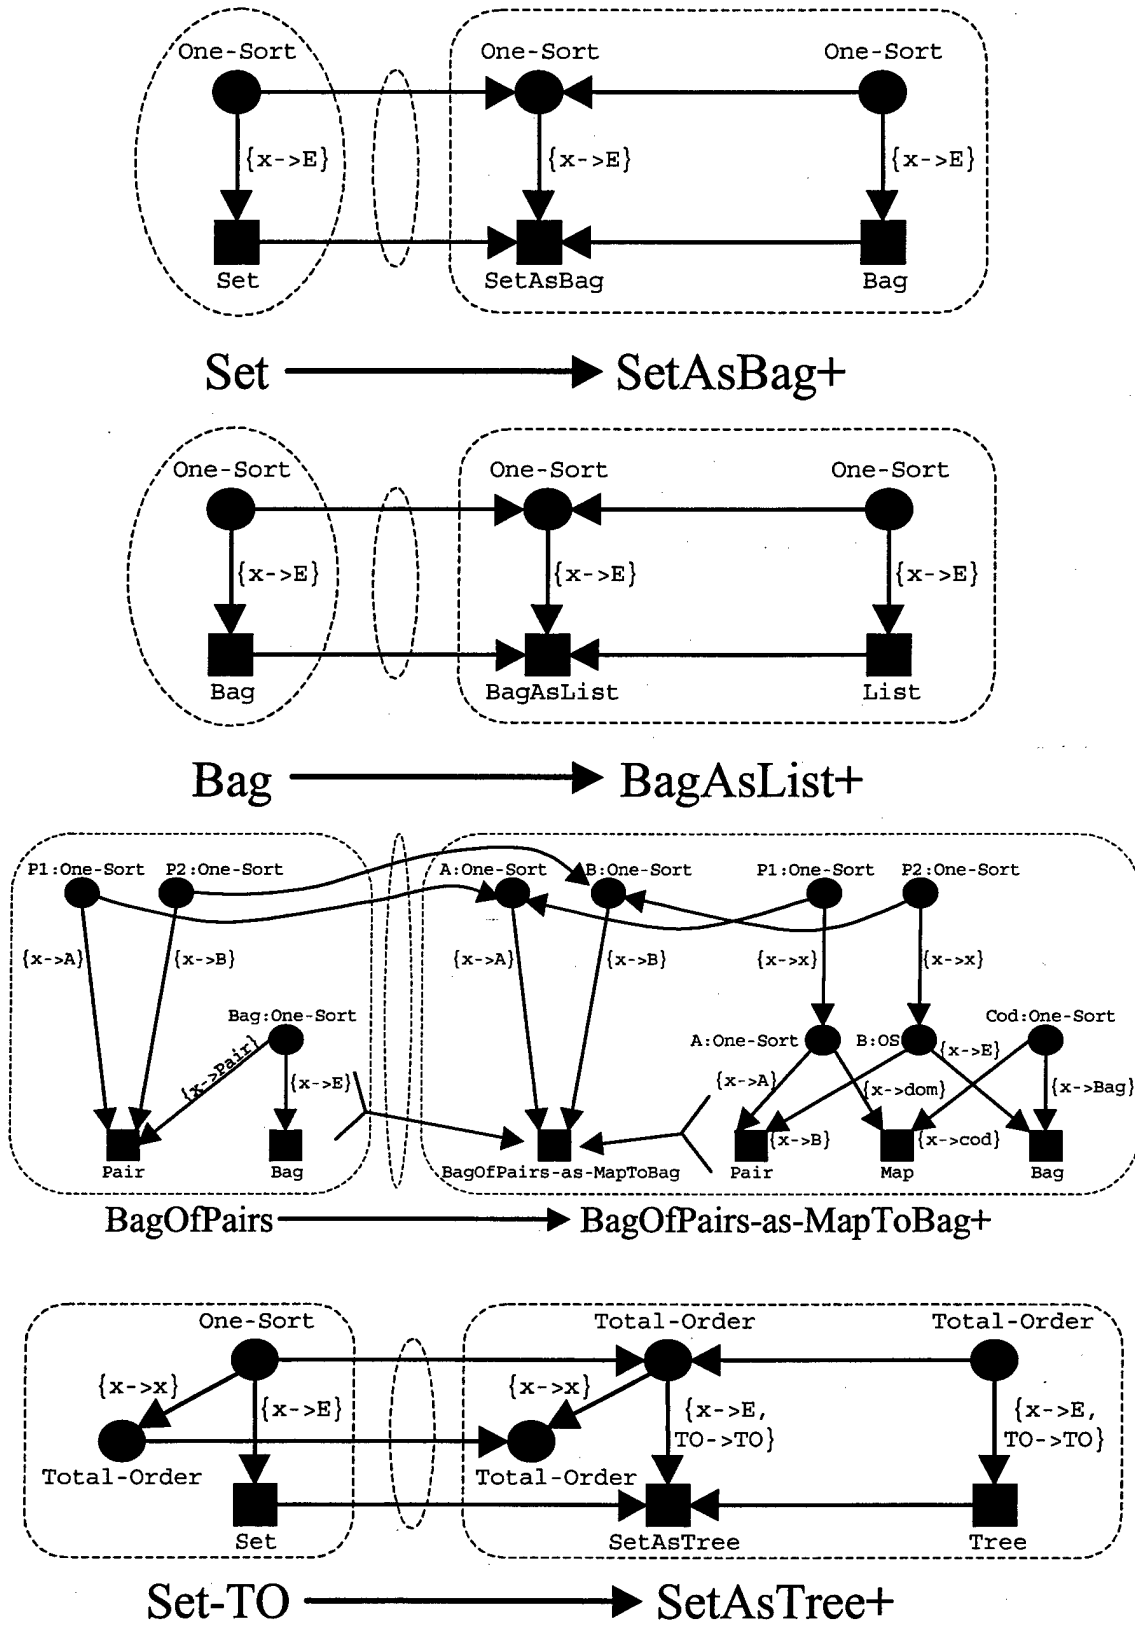 One-Sort One-Sort One-Sort
{x->E} {x->E} {x->E}
Set SetAsBag Bag
Set SetAsBag+
One-Sort One-Sort One-Sort
{x->E} {x->E} {x->E}
Bag BagAsList List
Bag BagAsList+
P1:One-Sort P2:One-Sort A:One-Sort B:One-Sort P1:One-Sort P2:One-Sort
{x->A} {x->B} {x->A} {x->B} {x->x} {x->x}
Bag:One-Sort Cod:One-Sort
A:One-Sort B:OS {x->E}
{x->Pair} {x->E} {x->A} {x->dom} {x->Bag}
{x->B} {x->cod}
Pair Bag BagOfPairs-as-MapToBag Pair Map Bag
BagOfPairs BagOfPairs-as-MapToBag+
One-Sort Total-Order Total-Order
{x->x} {x->E} {x->x} {x->E, {x->E,
TO->TO} TO->TO}
Total-Order Total-Order
Set SetAsTree Tree
Set-TO SetAsTree+